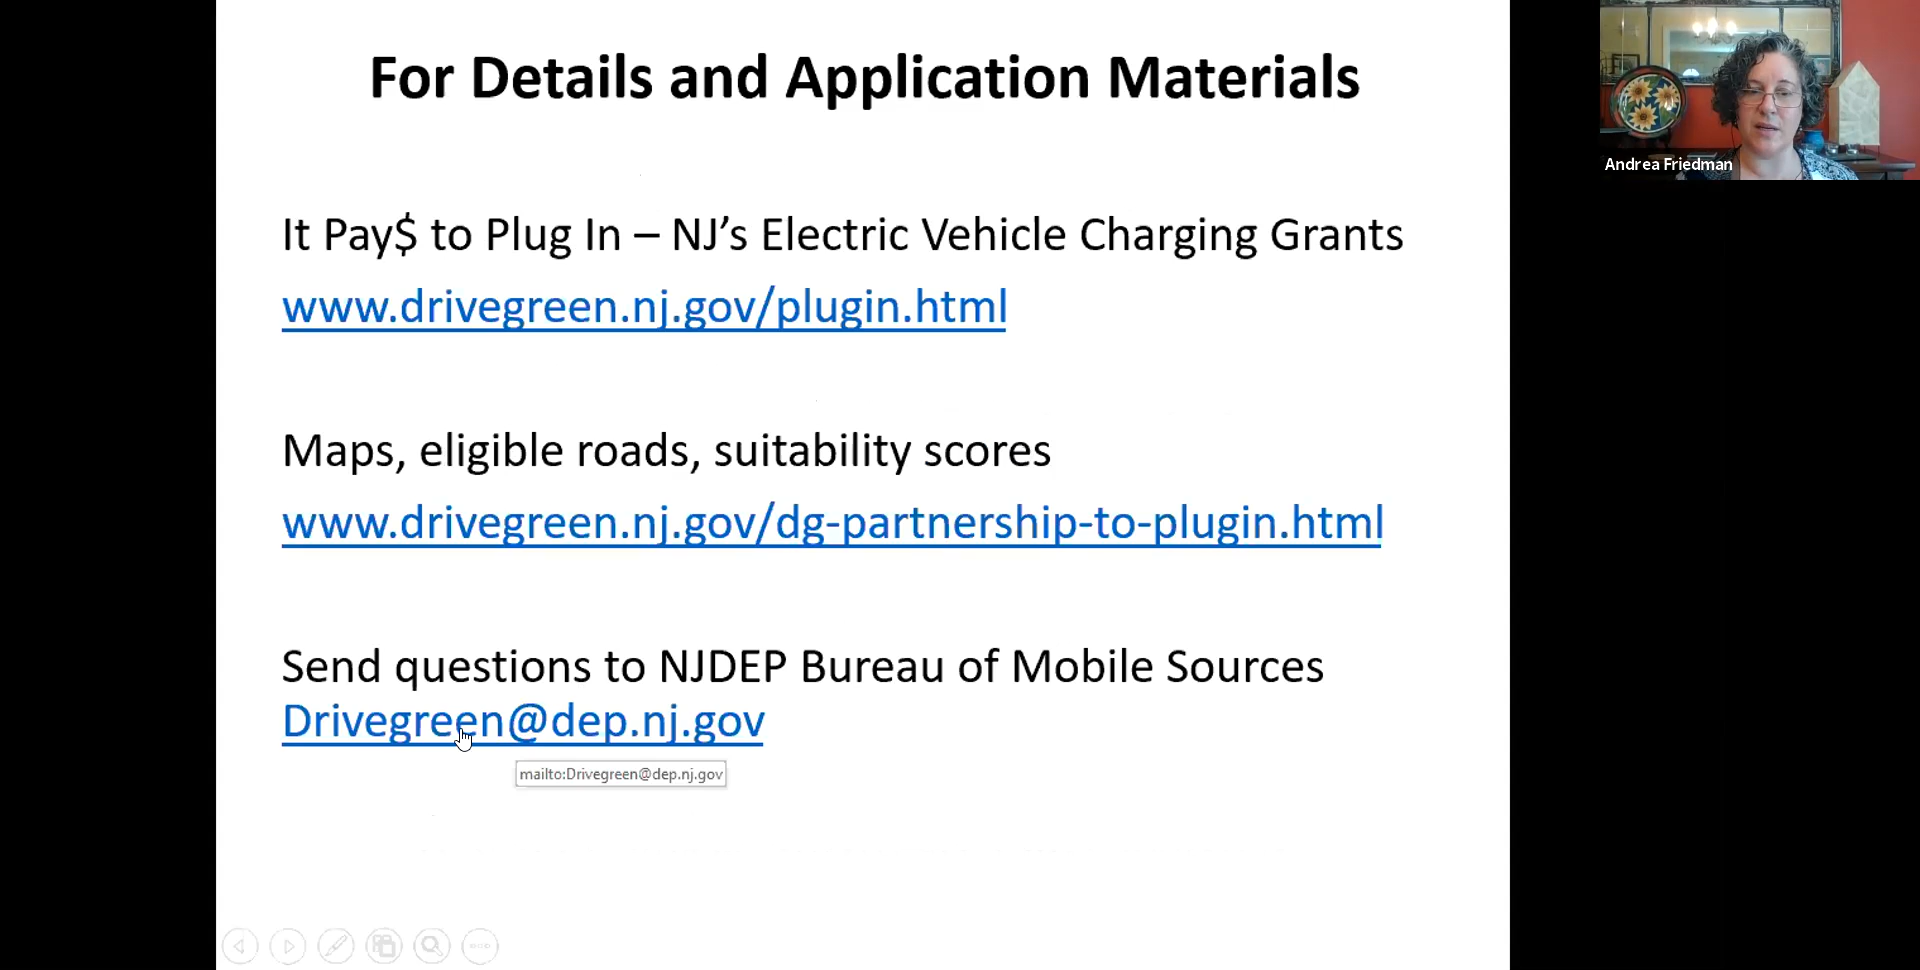 For Details and Application Materials
Andrea Friedman
It Pay$ to Plug In – NJ’s Electric Vehicle Charging Grants
www.drivegreen.nj.gov/plugin.html
Maps, eligible roads, suitability scores
www.drivegreen.nj.gov/dg-partnership-to-plugin.html
Send questions to NJDEP Bureau of Mobile Sources
Drivegreen@dep.nj.gov
mailto:Drivegreen@dep.nj.gov